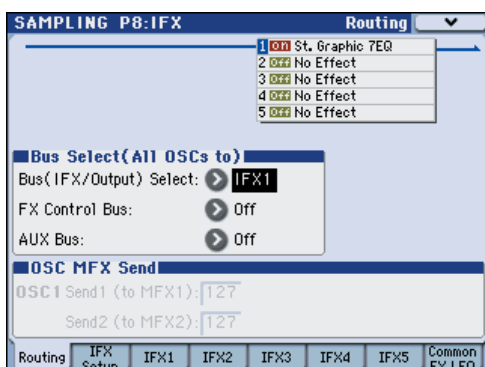 SAMPLING P8:IFX Routing
1 On St. Graphic 7EQ
2 Off No Effect
3 Off No Effect
4 Off No Effect
5 Off No Effect
Bus Select(All OSCs to)
Bus(IFX/Output) Select: IFX1
FX Control Bus: Off
AUX Bus: Off
OSC MFX Send
OSC1 Send1 (to MFX1): 127
Send2 (to MFX2): 127
Routing IFX Setup IFX1 IFX2 IFX3 IFX4 IFX5 Common FX LFO